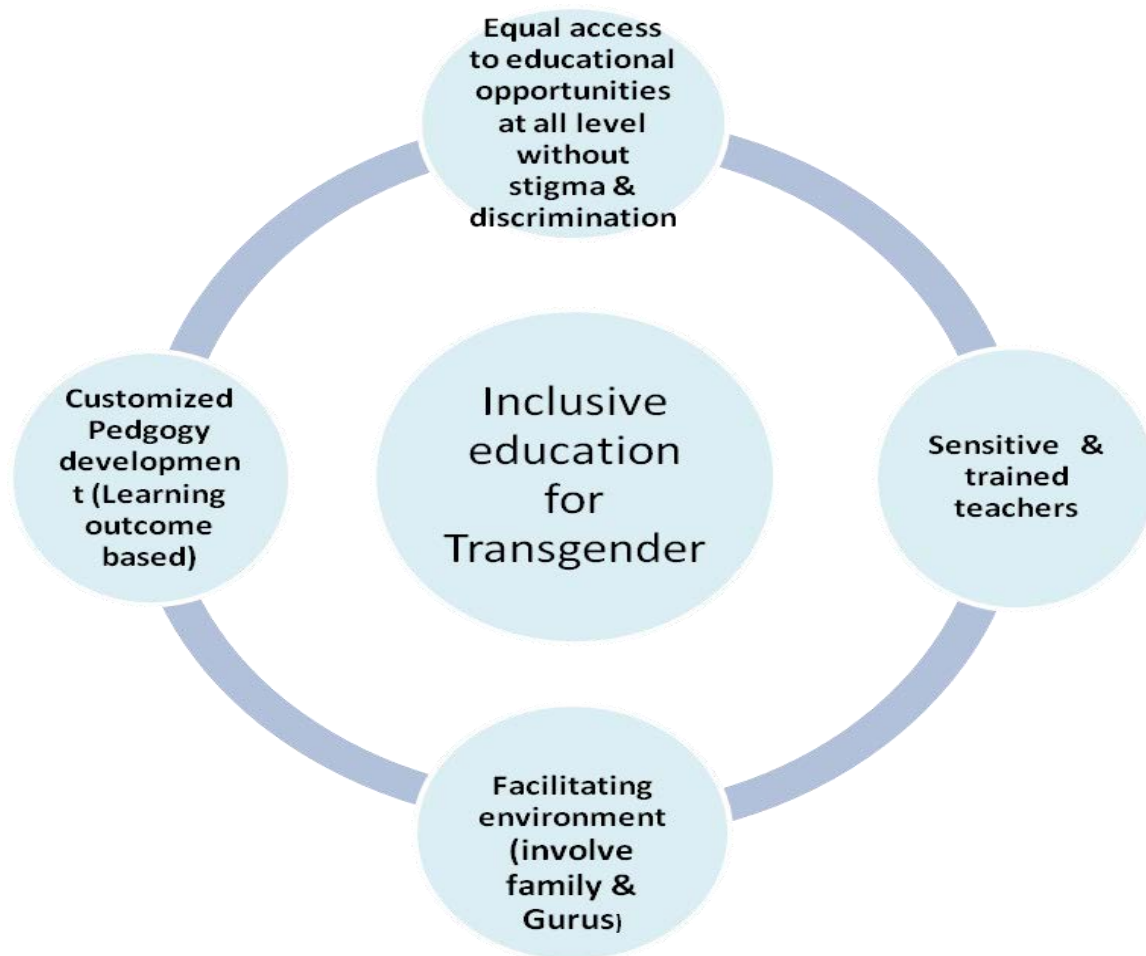 Equal access
to educational
opportunities
at all level
without
stigma &
discrimination
Customized
Pedgogy
developmen
t (Learning
outcome
based)
Inclusive
education
for
Transgender
Sensitive &
trained
teachers
Facilitating
environment
(involve
family &
Gurus)